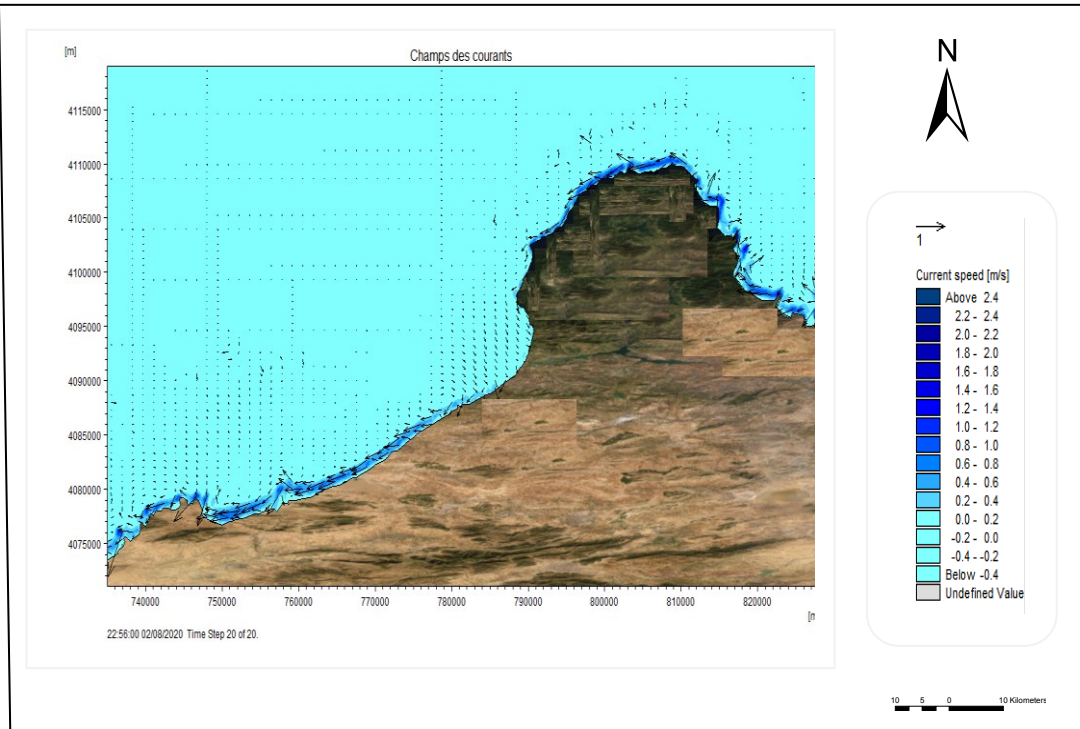 Champs des courants
[m]
4115000
4110000
4105000
4100000
4095000
4090000
4085000
4080000
4075000
740000 750000 760000 770000 780000 790000 800000 810000 820000
[m
22:56:00 02/08/2020 Time Step 20 of 20.
N
1
Current speed [m/s]
Above 2.4
2.2 - 2.4
2.0 - 2.2
1.8 - 2.0
1.6 - 1.8
1.4 - 1.6
1.2 - 1.4
1.0 - 1.2
0.8 - 1.0
0.6 - 0.8
0.4 - 0.6
0.2 - 0.4
0.0 - 0.2
-0.2 - 0.0
-0.4 - -0.2
Below -0.4
Undefined Value
10 5 0 10 Kilometers